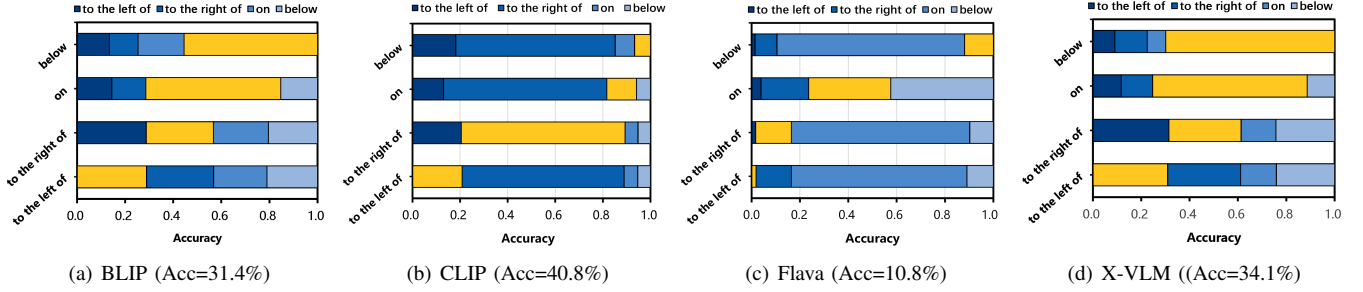 to the left of to the right of on below
below
on
to the right of
to the left of
0.0 0.2 0.4 0.6 0.8 1.0
Accuracy
(a) BLIP (Acc=31.4%)
to the left of to the right of on below
below
on
to the right of
to the left of
0.0 0.2 0.4 0.6 0.8 1.0
Accuracy
(b) CLIP (Acc=40.8%)
to the left of to the right of on below
below
on
to the right of
to the left of
0.0 0.2 0.4 0.6 0.8 1.0
Accuracy
(c) Flava (Acc=10.8%)
to the left of to the right of on below
below
on
to the right of
to the left of
0.0 0.2 0.4 0.6 0.8 1.0
Accuracy
(d) X-VLM ((Acc=34.1%)